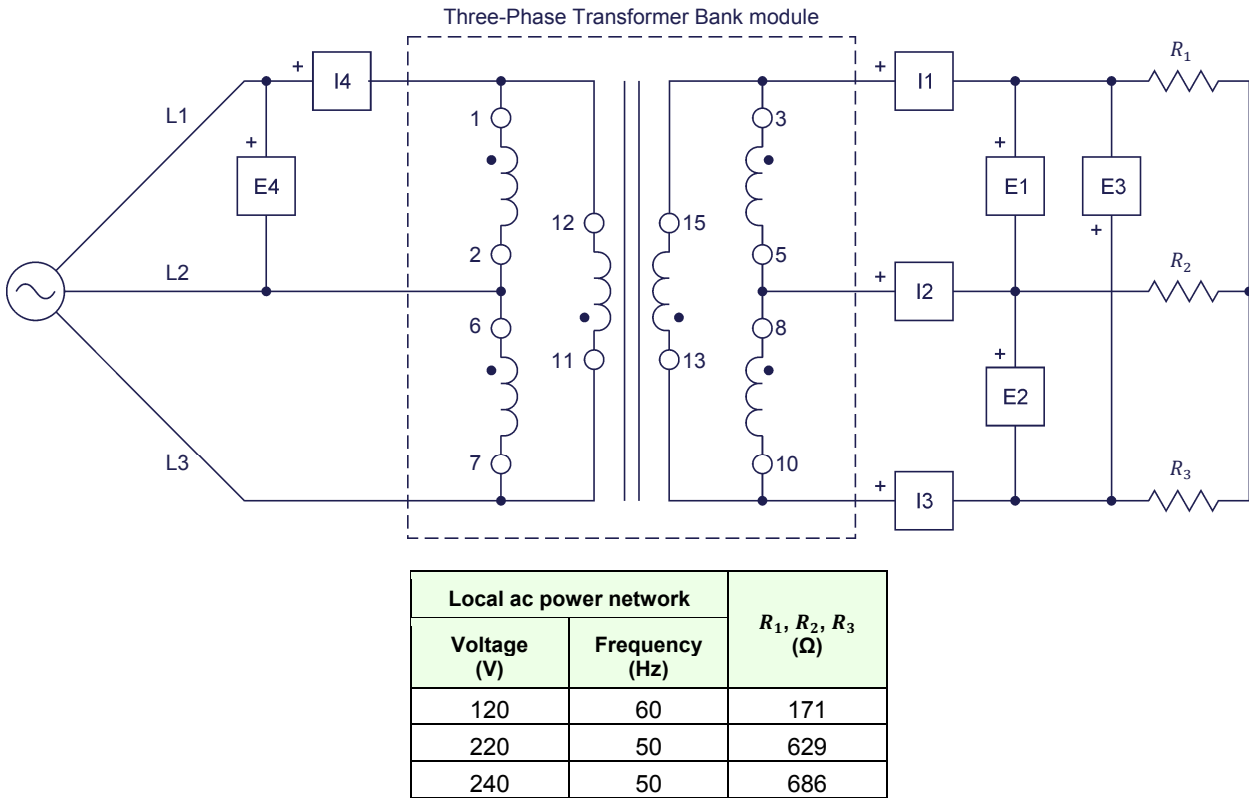 Three-Phase Transformer Bank module
+ I4
+ I1
R1
L1
1
3
+ E4
+ E1
E3 +
12
15
2
5
L2
+ I2
R2
6
8
11
13
+ E2
L3
7
10
+ I3
R3
Local ac power network
R1, R2, R3 (Ω)
Voltage (V)
Frequency (Hz)
120 60 171
220 50 629
240 50 686